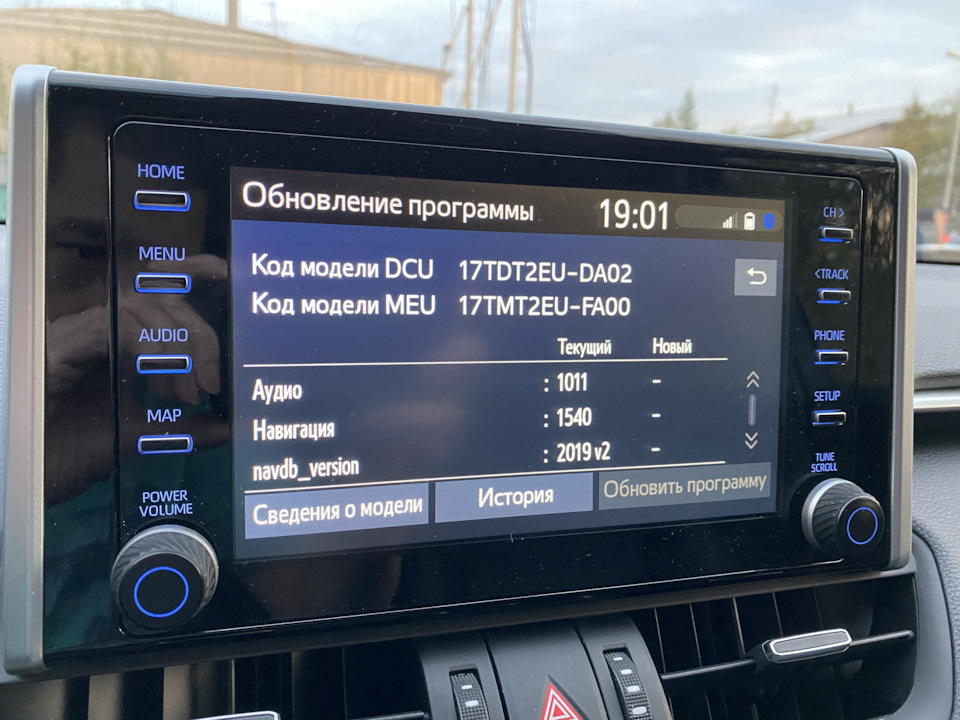 HOME
MENU
AUDIO
MAP
POWER
VOLUME
Обновление программы 19:01
Код модели DCU 17TDT2EU-DA02
Код модели MEU 17TMT2EU-FA00
Текущий Новый
Аудио : 1011 -
Навигация : 1540 -
navdb_version : 2019 v2 -
Сведения о модели История Обновить программу
CH>
<TRACK
PHONE
SETUP
TUNE
SCROLL